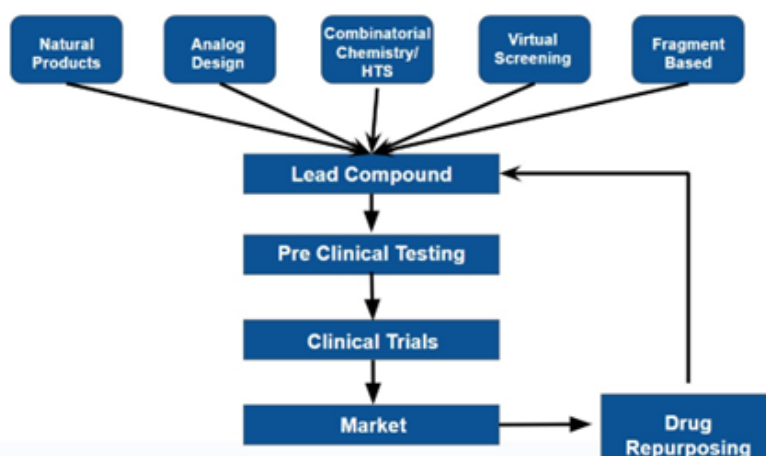 Natural
Products
Analog
Design
Combinatorial
Chemistry/
HTS
Virtual
Screening
Fragment
Based
Lead Compound
Pre Clinical Testing
Clinical Trials
Market
Drug
Repurposing